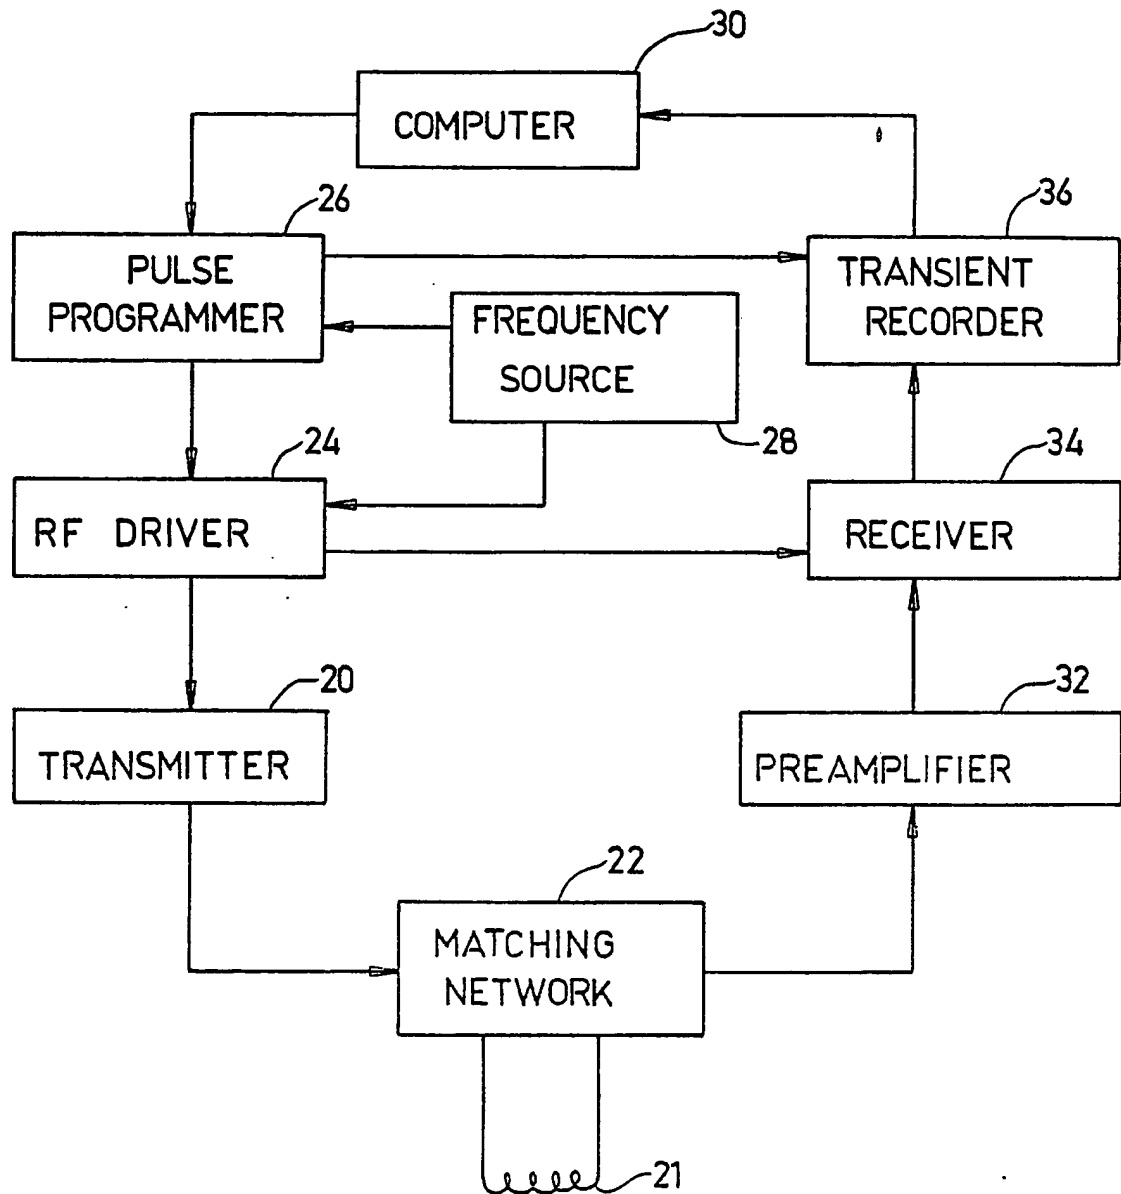 30
COMPUTER
26
36
PULSE
PROGRAMMER
TRANSIENT
RECORDER
FREQUENCY
SOURCE
28
24
34
RF DRIVER
RECEIVER
20
32
TRANSMITTER
PREAMPLIFIER
22
MATCHING
NETWORK
21